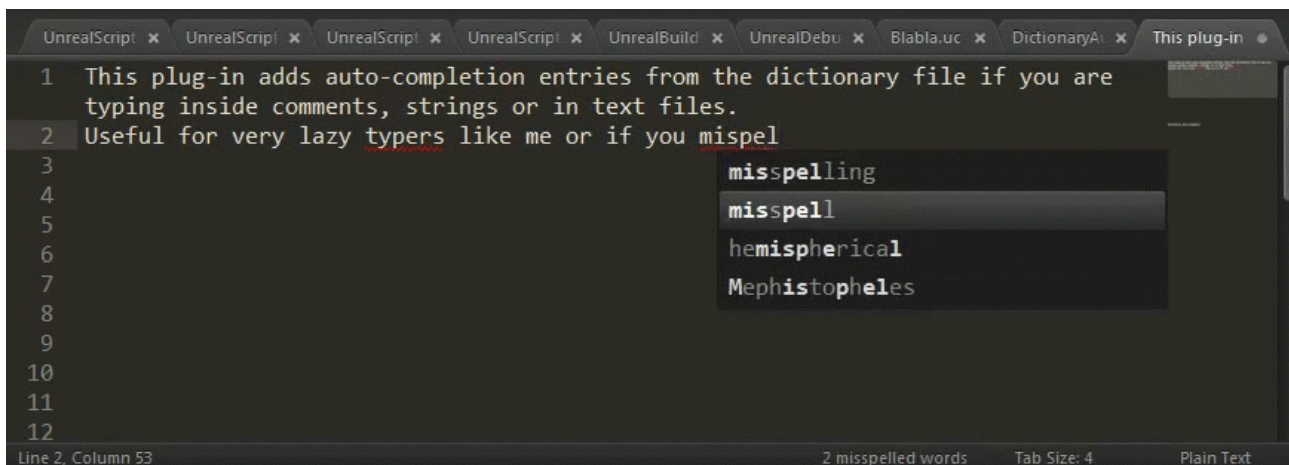 UnrealScript UnrealScript UnrealScript UnrealScript UnrealBuild UnrealDebu Blabla.uc DictionaryA This plug-in
1 This plug-in adds auto-completion entries from the dictionary file if you are
typing inside comments, strings or in text files.
2 Useful for very lazy typers like me or if you mispel
3
misspelling
4
misspell
5
6
hemispherical
7
Mephistopheles
8
9
10
11
12
Line 2, Column 53 2 misspelled words Tab Size: 4 Plain Text